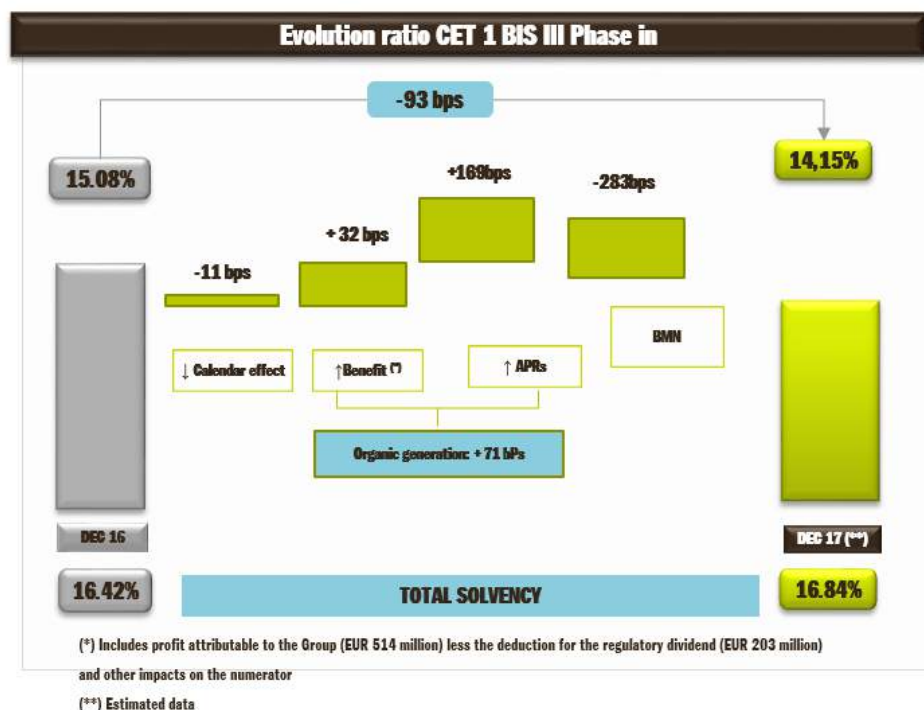 Evolution ratio CET 1 BIS III Phase in
-93 bps
15.08%
14,15%
+169bps
-283bps
+ 32 bps
-11 bps
BMN
↓ Calendar effect
↑Benefit (*)
↑ APRs
Organic generation: + 71 bPs
DEC 16
DEC 17 (**)
16.42%
TOTAL SOLVENCY
16.84%
(*) Includes profit attributable to the Group (EUR 514 million) less the deduction for the regulatory dividend (EUR 203 million)
and other impacts on the numerator
(**) Estimated data